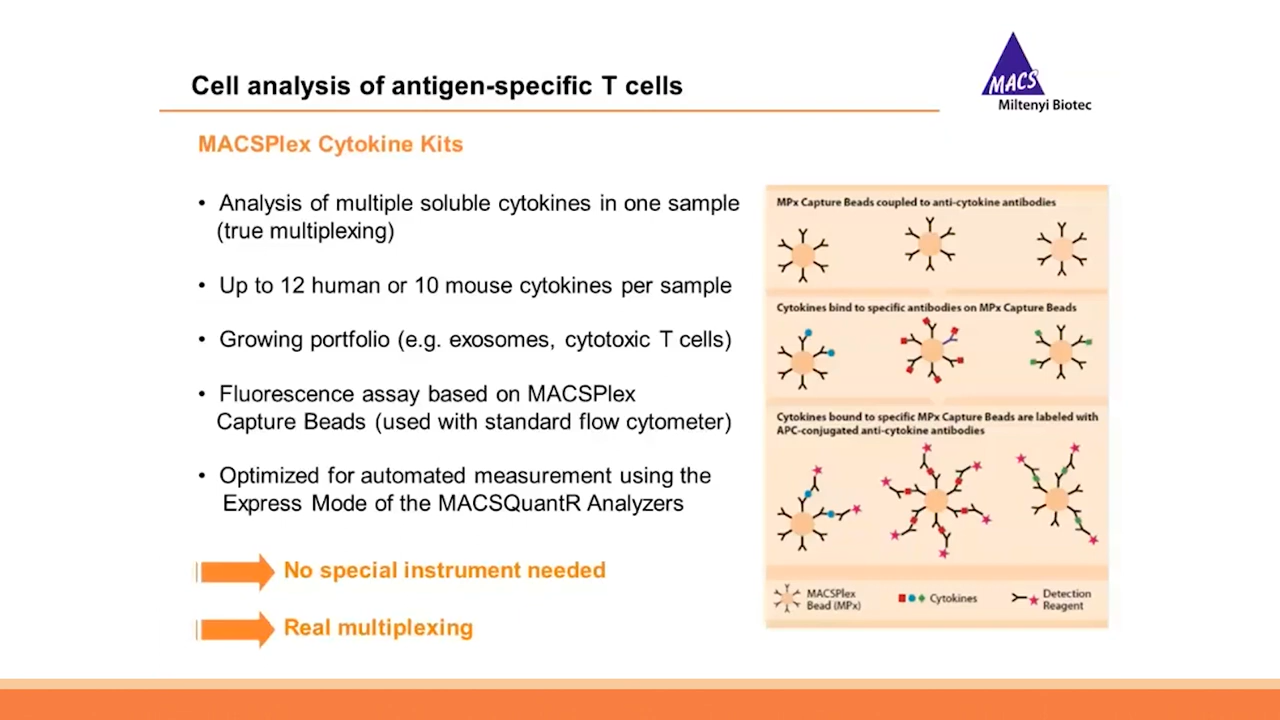 Cell analysis of antigen-specific T cells
MACS
Miltenyi Biotec
MACSPlex Cytokine Kits
• Analysis of multiple soluble cytokines in one sample
(true multiplexing)
• Up to 12 human or 10 mouse cytokines per sample
• Growing portfolio (e.g. exosomes, cytotoxic T cells)
• Fluorescence assay based on MACSPlex
Capture Beads (used with standard flow cytometer)
• Optimized for automated measurement using the
Express Mode of the MACSQuantR Analyzers
No special instrument needed
Real multiplexing
MPx Capture Beads coupled to anti-cytokine antibodies
Cytokines bind to specific antibodies on MPx Capture Beads
Cytokines bound to specific MPx Capture Beads are labeled with
APC-conjugated anti-cytokine antibodies
MACSPlex
Bead (MPx)
Cytokines
Detection
Reagent